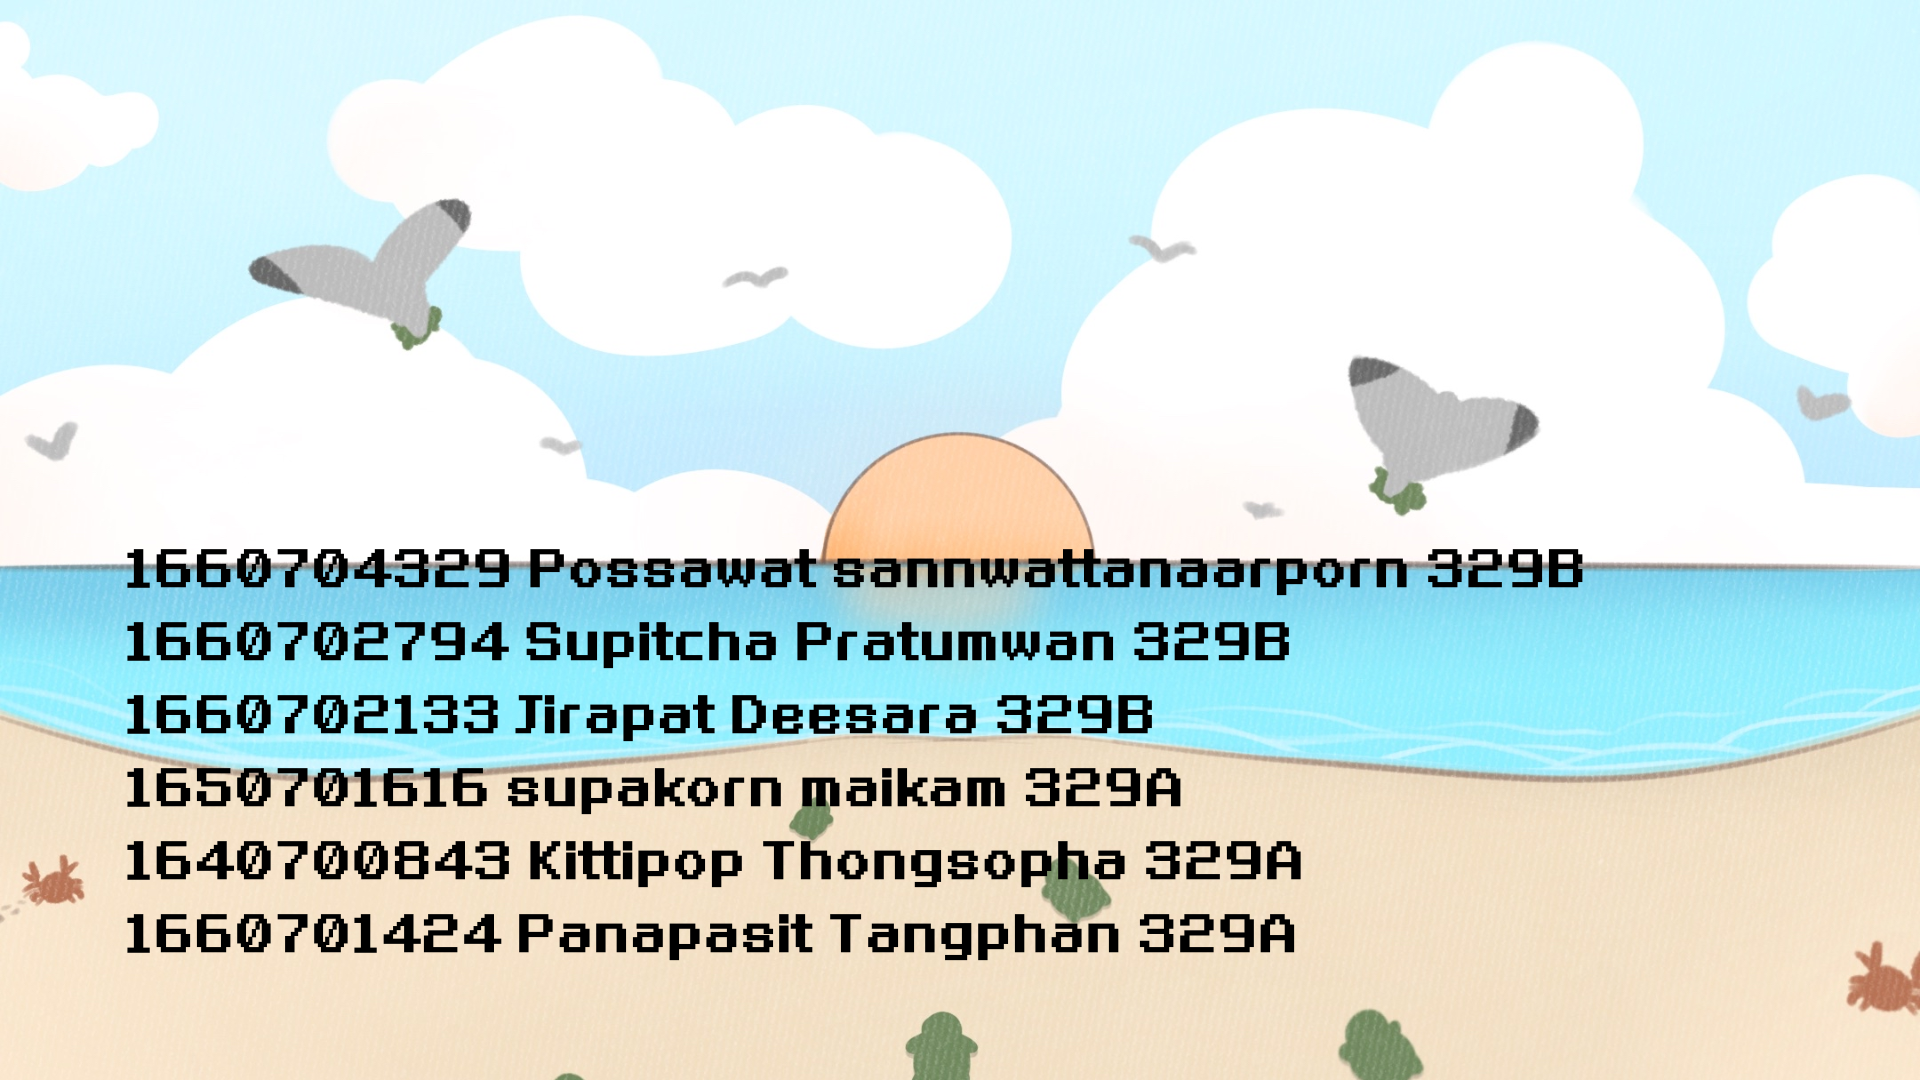 1660704329 Possawat sannwattanaarporn 329B
1660702794 Supitcha Pratumwan 329B
1660702133 Jirapat Deesara 329B
1650701616 supakorn maikam 329A
1640700843 Kittipop Thongsopha 329A
1660701424 Panapasit Tangphan 329A